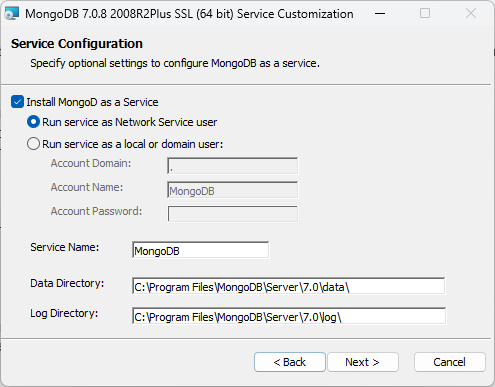 MongoDB 7.0.8 2008R2Plus SSL (64 bit) Service Customization
Service Configuration
Specify optional settings to configure MongoDB as a service.
Install MongoD as a Service
Run service as Network Service user
Run service as a local or domain user:
Account Domain: .
Account Name: MongoDB
Account Password:
Service Name: MongoDB
Data Directory: C:\Program Files\MongoDB\Server\7.0\data\
Log Directory: C:\Program Files\MongoDB\Server\7.0\log\
< Back Next > Cancel